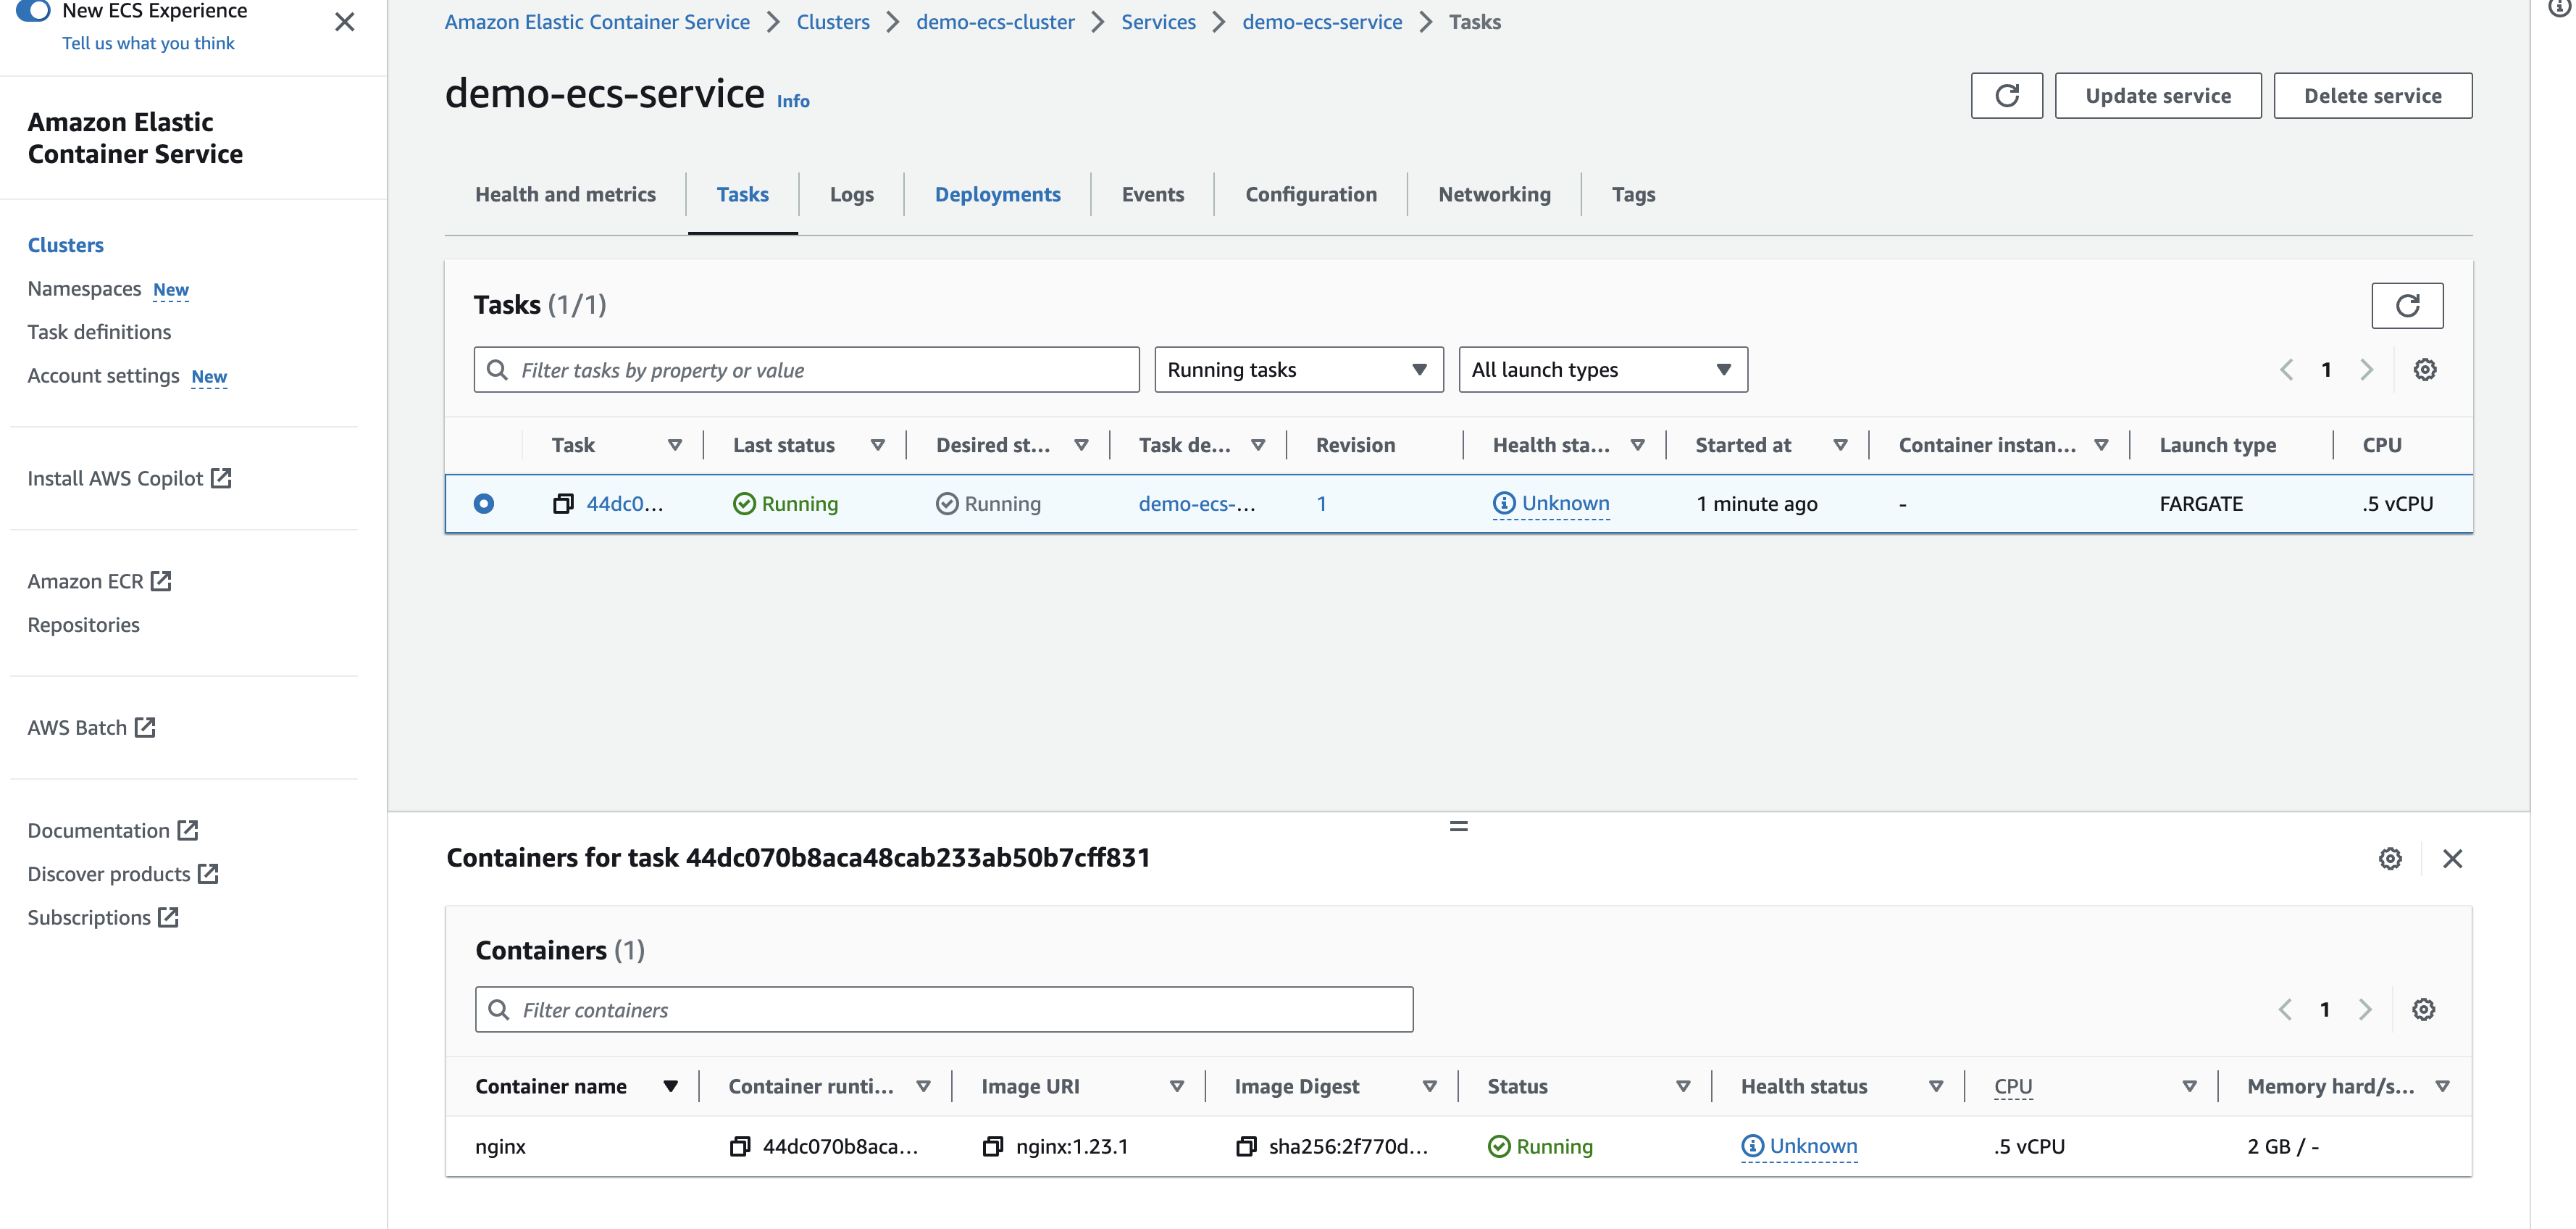 New ECS Experience
Tell us what you think
Amazon Elastic
Container Service
Clusters
Namespaces New
Task definitions
Account settings New
Install AWS Copilot
Amazon ECR
Repositories
AWS Batch
Documentation
Discover products
Subscriptions
Amazon Elastic Container Service > Clusters > demo-ecs-cluster > Services > demo-ecs-service > Tasks
demo-ecs-service Info
Update service Delete service
Health and metrics Tasks Logs Deployments Events Configuration Networking Tags
Tasks (1/1)
Filter tasks by property or value Running tasks All launch types 1
Task Last status Desired st... Task de... Revision Health sta... Started at Container instan... Launch type CPU
44dc0... Running Running demo-ecs-... 1 Unknown 1 minute ago - FARGATE .5 vCPU
Containers for task 44dc070b8aca48cab233ab50b7cff831
Containers (1)
Filter containers 1
Container name Container runti... Image URI Image Digest Status Health status CPU Memory hard/s...
nginx 44dc070b8aca... nginx:1.23.1 sha256:2f770d... Running Unknown .5 vCPU 2 GB / -